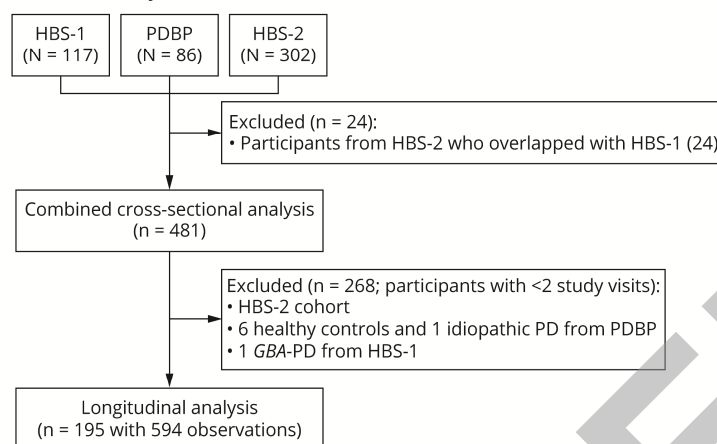 HBS-1
(N = 117)
PDBP
(N = 86)
HBS-2
(N = 302)
Excluded (n = 24):
• Participants from HBS-2 who overlapped with HBS-1 (24)
Combined cross-sectional analysis
(n = 481)
Excluded (n = 268; participants with <2 study visits):
• HBS-2 cohort
• 6 healthy controls and 1 idiopathic PD from PDBP
• 1 GBA-PD from HBS-1
Longitudinal analysis
(n = 195 with 594 observations)